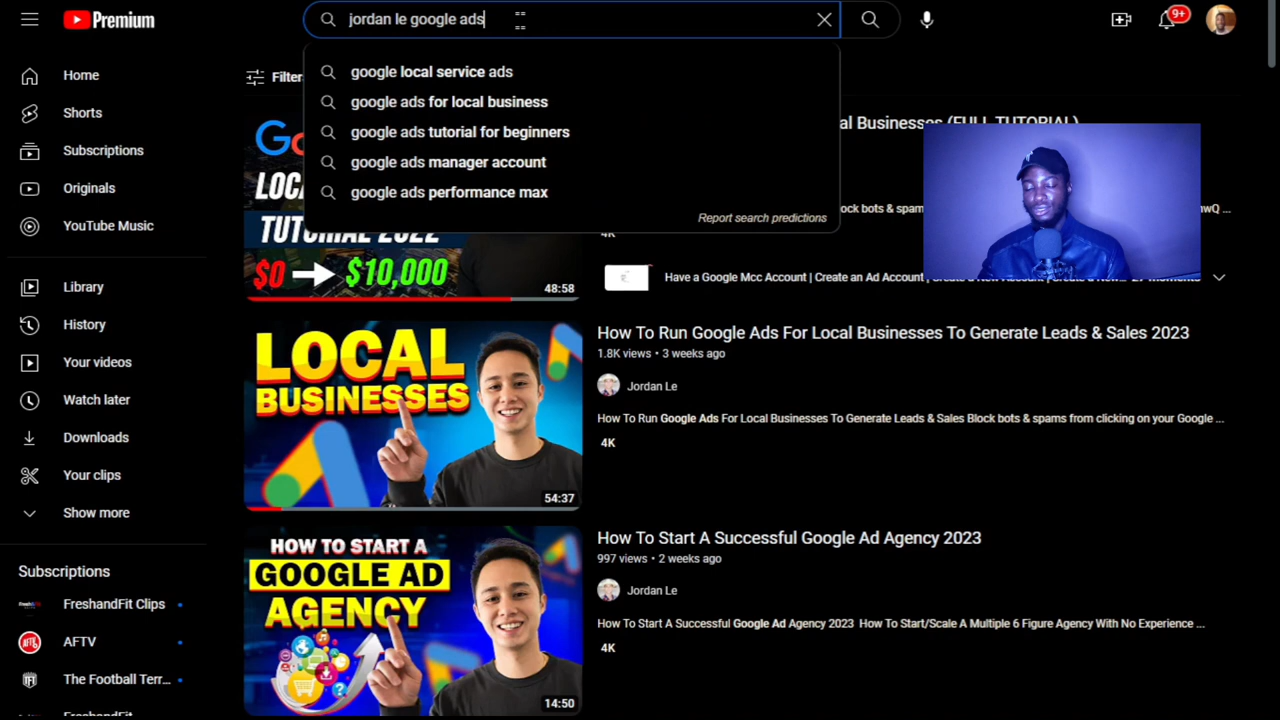 Premium
jordan le google ads
9+
Home
Shorts
Subscriptions
Originals
YouTube Music
Library
History
Your videos
Watch later
Downloads
Your clips
Show more
Subscriptions
FreshandFit Clips
AFTV
The Football Terr...
FreshandFit
Filter
google local service ads
google ads for local business
google ads tutorial for beginners
google ads manager account
google ads performance max
Report search predictions
al Businesses (FULL TUTORIAL)
ock bots & spam
wQ ...
4K
Goo
LOC
TUTORIAL 2022
$0 $10,000
48:58
Have a Google Mcc Account | Create an Ad Account | Create a New
Moments
LOCAL
BUSINESSES
54:37
How To Run Google Ads For Local Businesses To Generate Leads & Sales 2023
1.8K views • 3 weeks ago
Jordan Le
How To Run Google Ads For Local Businesses To Generate Leads & Sales Block bots & spams from clicking on your Google ...
4K
HOW TO START A
GOOGLE AD
AGENCY
14:50
How To Start A Successful Google Ad Agency 2023
997 views • 2 weeks ago
Jordan Le
How To Start A Successful Google Ad Agency 2023 How To Start/Scale A Multiple 6 Figure Agency With No Experience ...
4K